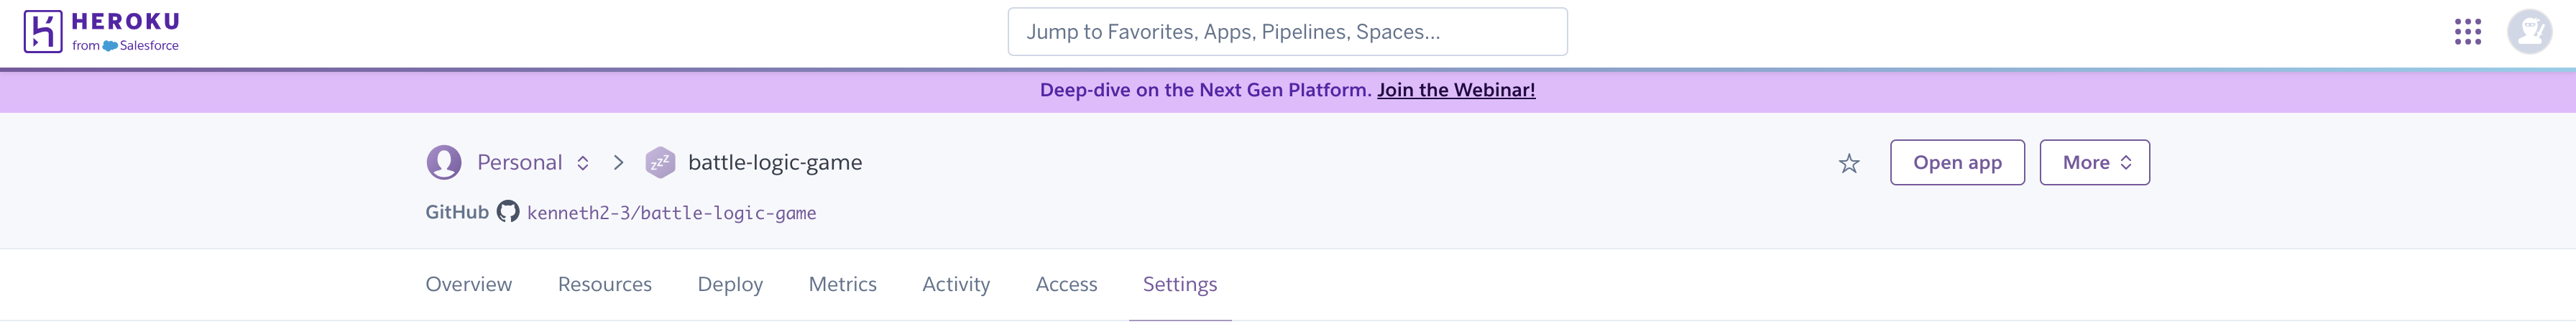 HEROKU
from Salesforce
Jump to Favorites, Apps, Pipelines, Spaces...
Deep-dive on the Next Gen Platform. Join the Webinar!
Personal > zzz battle-logic-game
Open app
More
GitHub kenneth2-3/battle-logic-game
Overview Resources Deploy Metrics Activity Access Settings